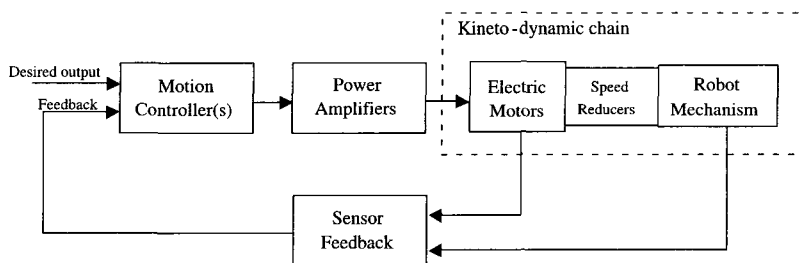 Kineto-dynamic chain
Desired output
Feedback
Motion
Controller(s)
Power
Amplifiers
Electric
Motors
Speed
Reducers
Robot
Mechanism
Sensor
Feedback